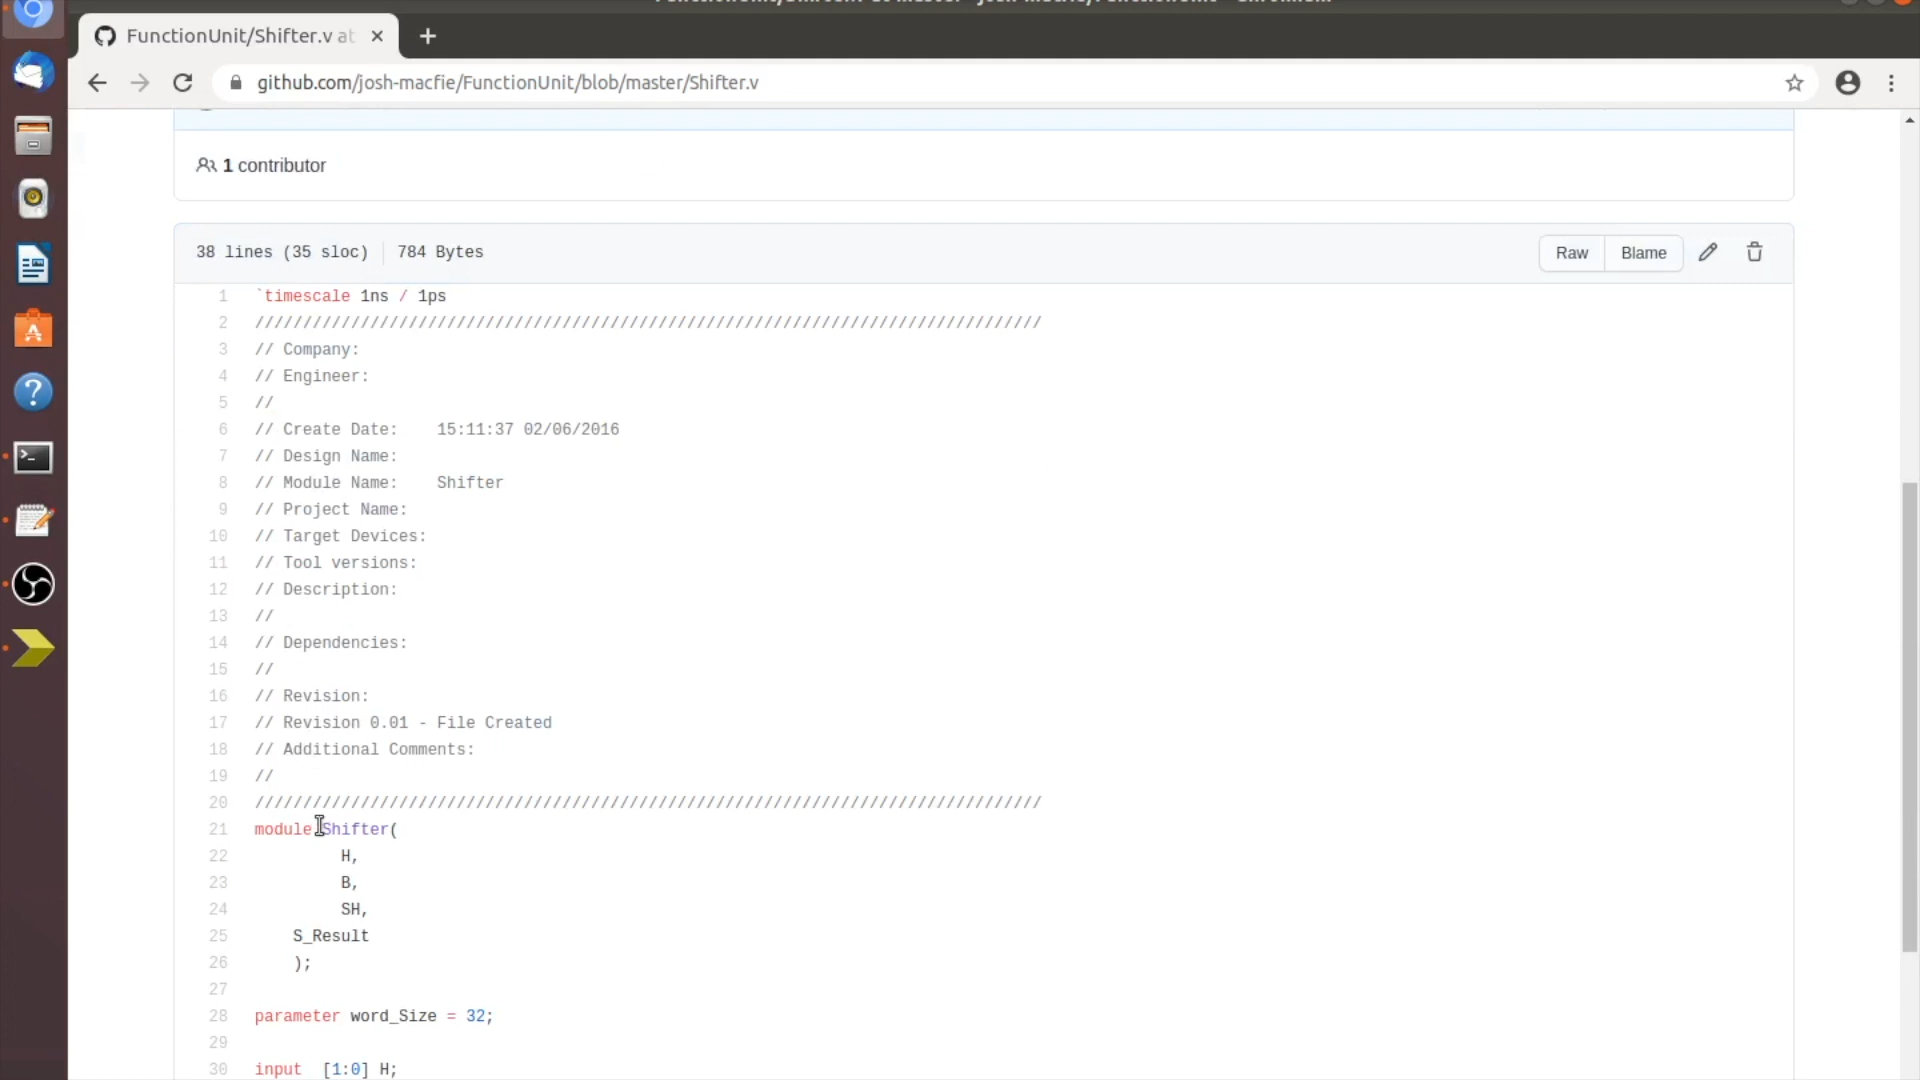 FunctionUnit/Shifter.v at
github.com/josh-macfie/FunctionUnit/blob/master/Shifter.v
1 contributor
38 lines (35 sloc) 784 Bytes
Raw Blame
1 `timescale 1ns / 1ps
2 //////////////////////////////////////////////////////////////////////////////////
3 // Company:
4 // Engineer:
5 //
6 // Create Date:    15:11:37 02/06/2016
7 // Design Name:
8 // Module Name:    Shifter
9 // Project Name:
10 // Target Devices:
11 // Tool versions:
12 // Description:
13 //
14 // Dependencies:
15 //
16 // Revision:
17 // Revision 0.01 - File Created
18 // Additional Comments:
19 //
20 //////////////////////////////////////////////////////////////////////////////////
21 module Shifter(
22 H,
23 B,
24 SH,
25 S_Result
26 );
27
28 parameter word_Size = 32;
29
30 input  [1:0] H;